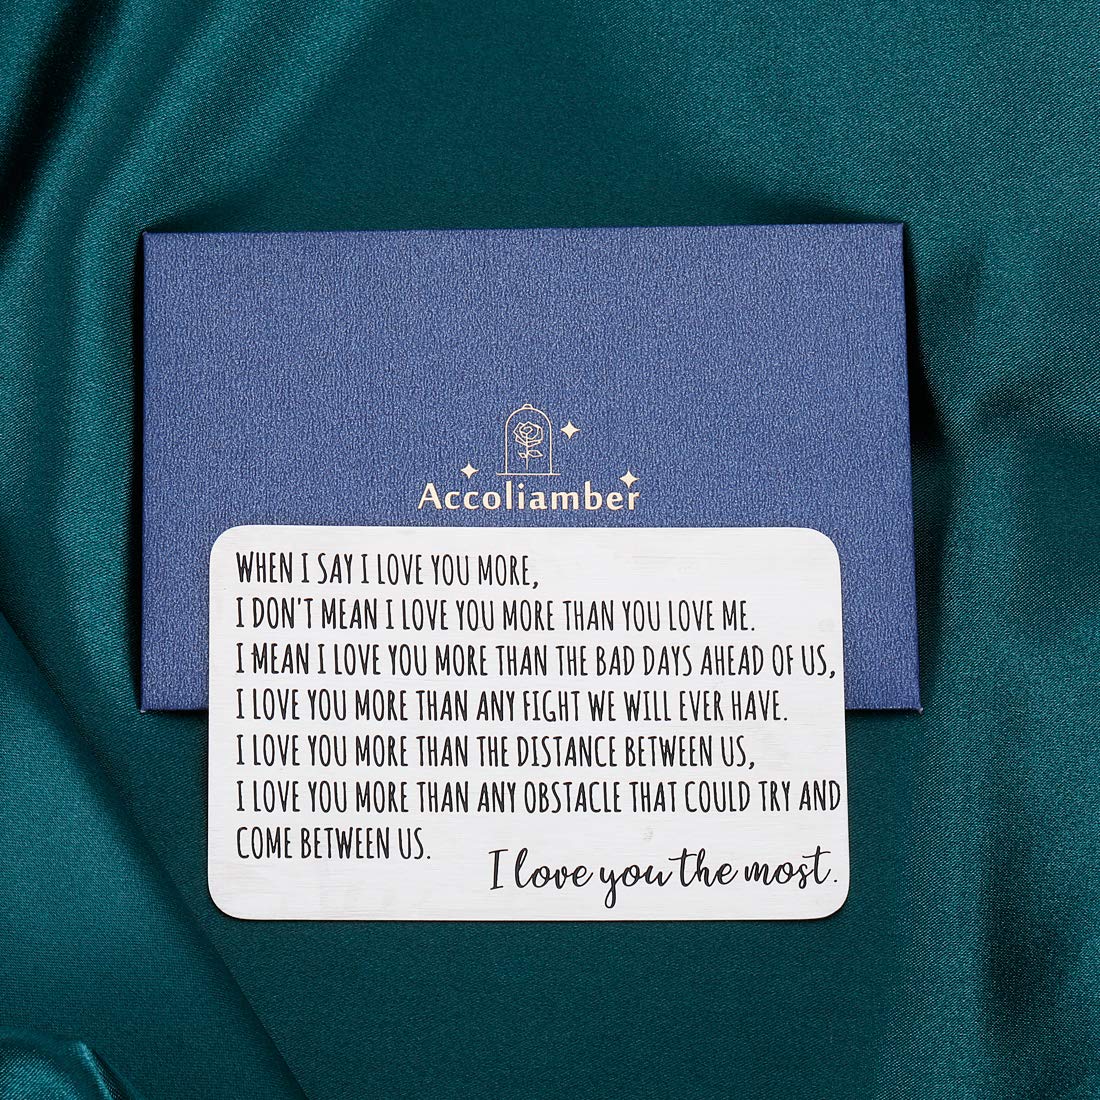 Accoliamber
WHEN I SAY I LOVE YOU MORE,
I DON'T MEAN I LOVE YOU MORE THAN YOU LOVE ME.
I MEAN I LOVE YOU MORE THAN THE BAD DAYS AHEAD OF US,
I LOVE YOU MORE THAN ANY FIGHT WE WILL EVER HAVE.
I LOVE YOU MORE THAN THE DISTANCE BETWEEN US,
I LOVE YOU MORE THAN ANY OBSTACLE THAT COULD TRY AND
COME BETWEEN US.
I love you the most.